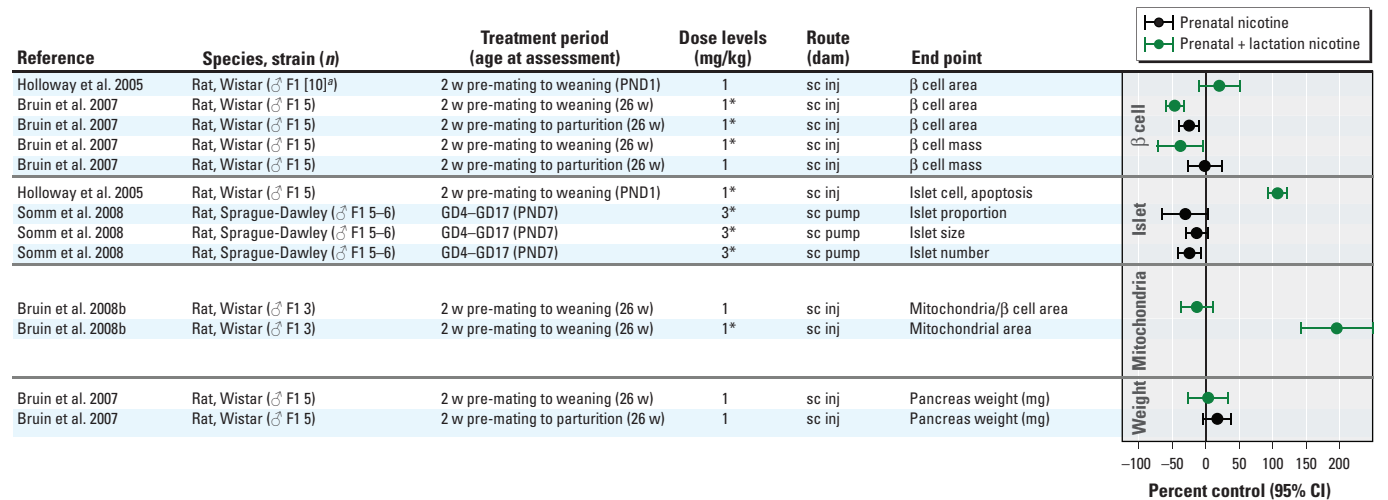 Prenatal nicotine
Prenatal + lactation nicotine
Reference Species, strain (n) Treatment period (age at assessment) Dose levels (mg/kg) Route (dam) End point
β cell
Holloway et al. 2005 Rat, Wistar (♂ F1 [10]a) 2 w pre-mating to weaning (PND1) 1 sc inj β cell area
Bruin et al. 2007 Rat, Wistar (♂ F1 5) 2 w pre-mating to weaning (26 w) 1* sc inj β cell area
Bruin et al. 2007 Rat, Wistar (♂ F1 5) 2 w pre-mating to parturition (26 w) 1* sc inj β cell area
Bruin et al. 2007 Rat, Wistar (♂ F1 5) 2 w pre-mating to weaning (26 w) 1* sc inj β cell mass
Bruin et al. 2007 Rat, Wistar (♂ F1 5) 2 w pre-mating to parturition (26 w) 1 sc inj β cell mass
Islet
Holloway et al. 2005 Rat, Wistar (♂ F1 5) 2 w pre-mating to weaning (PND1) 1* sc inj Islet cell, apoptosis
Somm et al. 2008 Rat, Sprague-Dawley (♂ F1 5–6) GD4–GD17 (PND7) 3* sc pump Islet proportion
Somm et al. 2008 Rat, Sprague-Dawley (♂ F1 5–6) GD4–GD17 (PND7) 3* sc pump Islet size
Somm et al. 2008 Rat, Sprague-Dawley (♂ F1 5–6) GD4–GD17 (PND7) 3* sc pump Islet number
Mitochondria
Bruin et al. 2008b Rat, Wistar (♂ F1 3) 2 w pre-mating to weaning (26 w) 1 sc inj Mitochondria/β cell area
Bruin et al. 2008b Rat, Wistar (♂ F1 3) 2 w pre-mating to weaning (26 w) 1* sc inj Mitochondrial area
Weight
Bruin et al. 2007 Rat, Wistar (♂ F1 5) 2 w pre-mating to weaning (26 w) 1 sc inj Pancreas weight (mg)
Bruin et al. 2007 Rat, Wistar (♂ F1 5) 2 w pre-mating to parturition (26 w) 1 sc inj Pancreas weight (mg)
–100 –50 0 50 100 150 200
Percent control (95% CI)